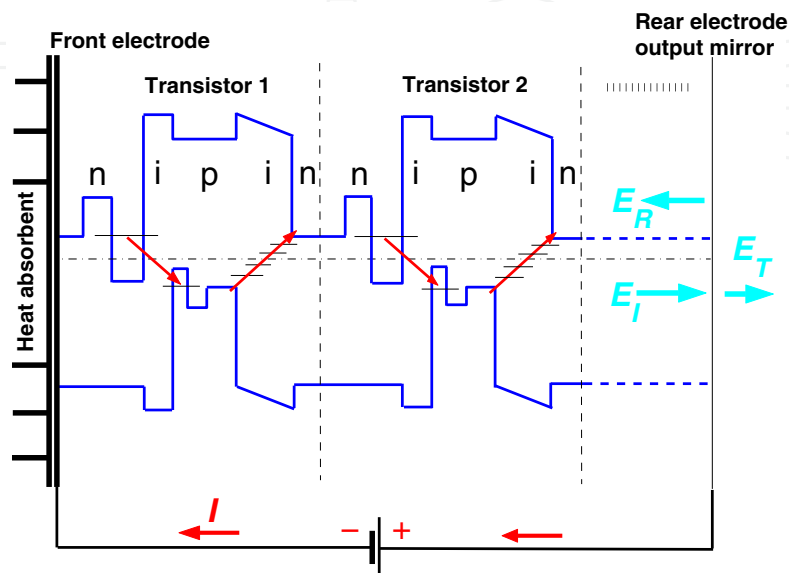 Rear electrode
output mirror
Front electrode
Transistor 1
Transistor 2
n i p i n n i p i n
E_R
E_T
E_I
Heat absorbent
I
− +